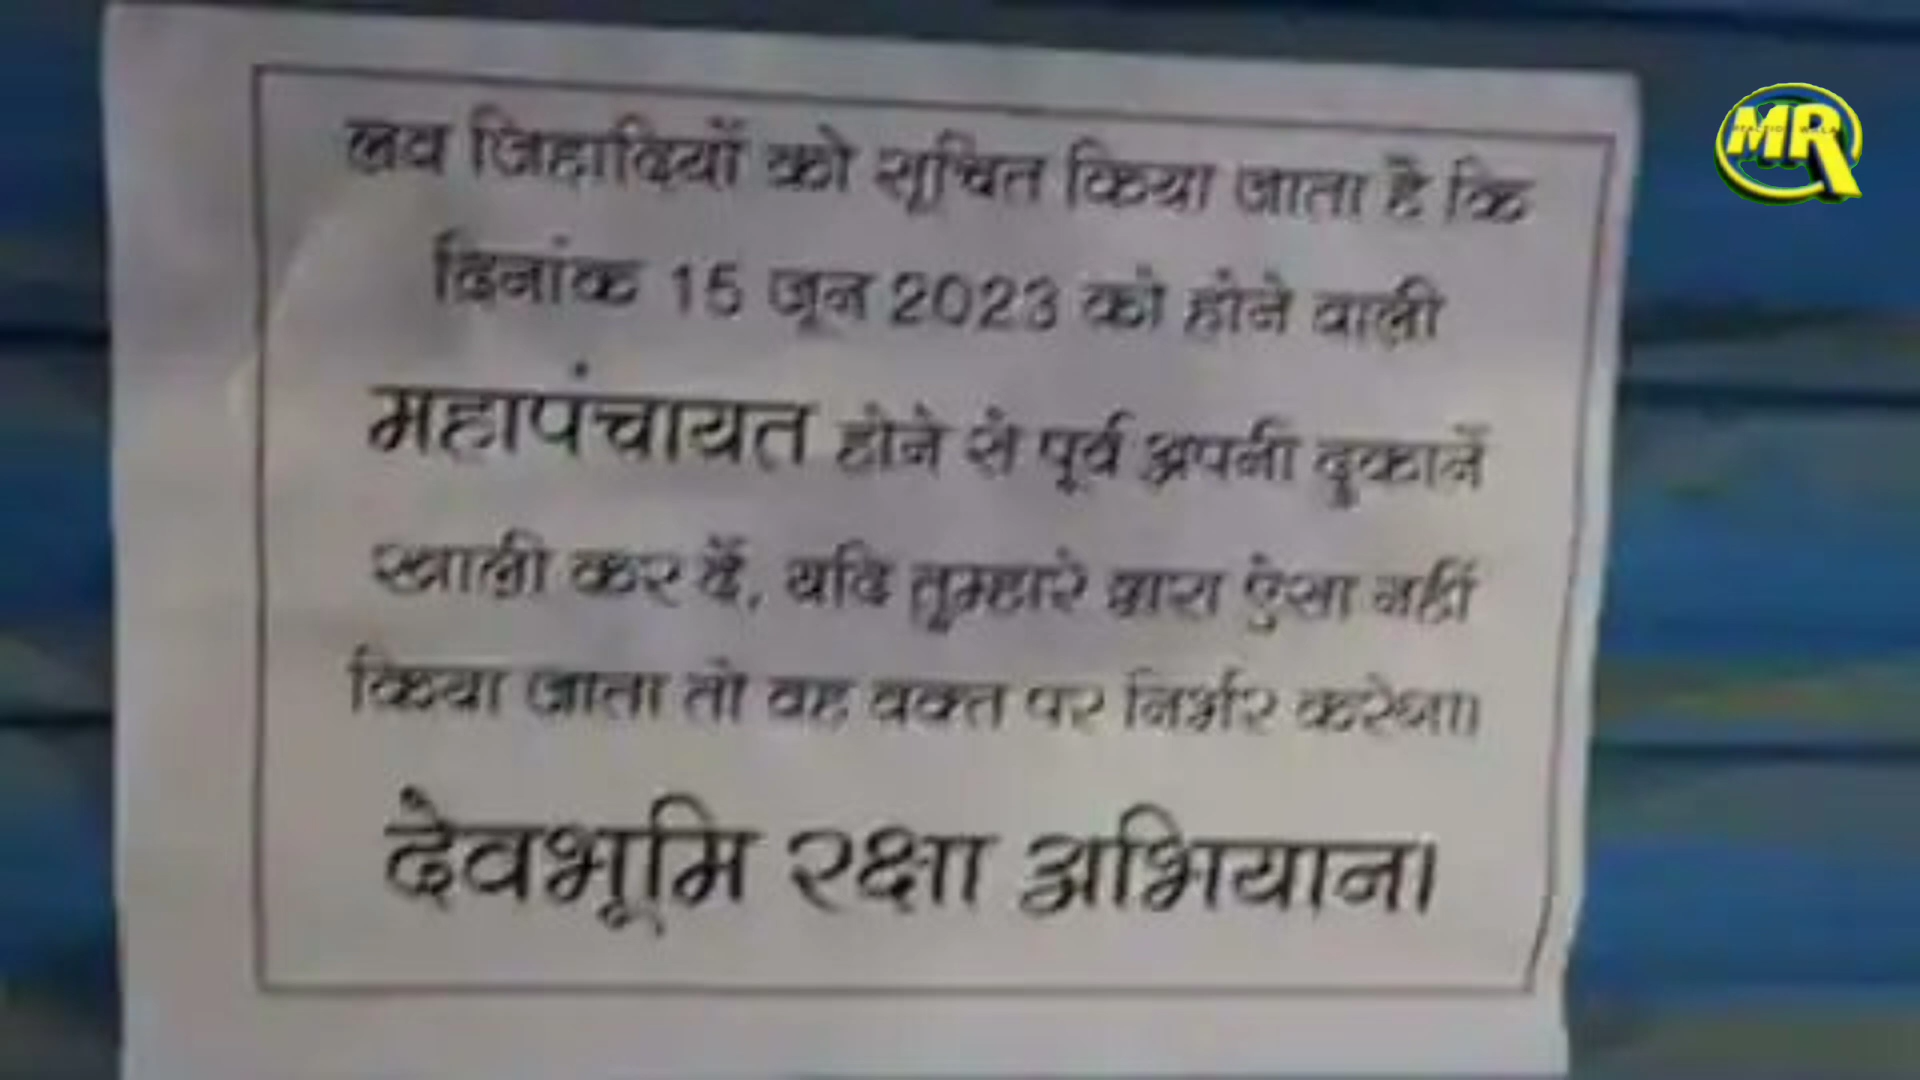 लव जिहादियों को सूचित किया जाता है कि
दिनांक 15 जून 2023 को होने वाली
महापंचायत होने से पूर्व अपनी दुकानें
खाली कर दें, यदि तुम्हारे द्वारा ऐसा नहीं
किया जाता तो वह वक्त पर निर्भर करेगा।
देवभूमि रक्षा अभियान।
MR